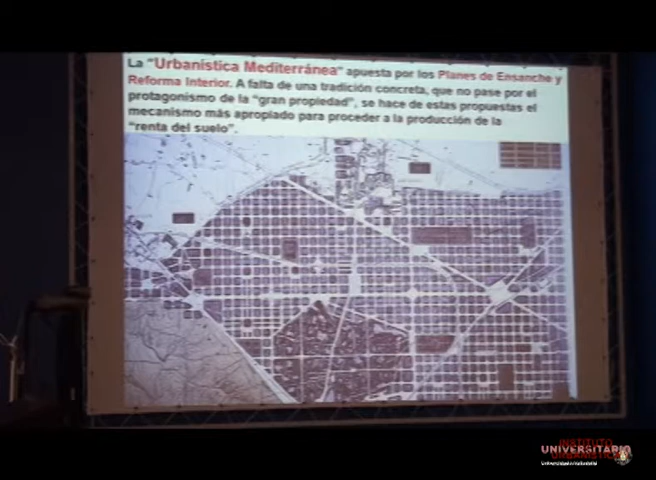 La "Urbanística Mediterránea" apuesta por los Planes de Ensanche y
Reforma Interior. A falta de una tradición concreta, que no pase por el
protagonismo de la "gran propiedad", se hace de estas propuestas el
mecanismo más apropiado para proceder a la producción de la
"renta del suelo".
INSTITUTO
UNIVERSITARIO
URBANÍSTICA